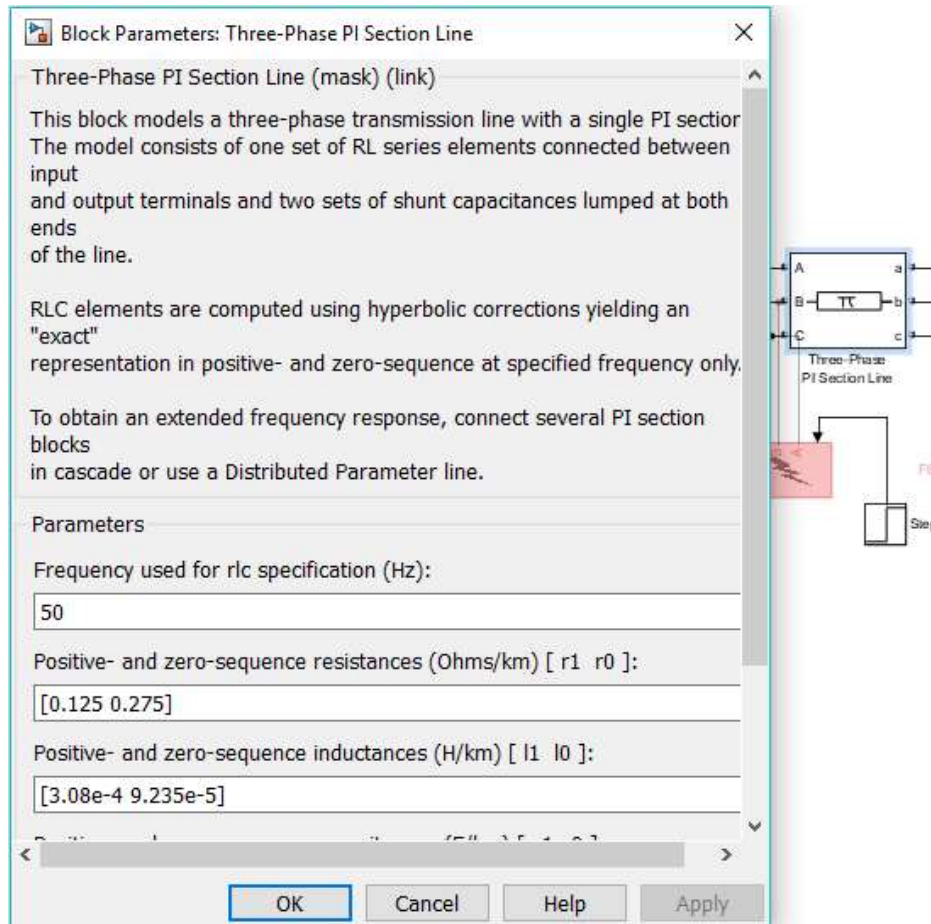 Block Parameters: Three-Phase PI Section Line
Three-Phase PI Section Line (mask) (link)
This block models a three-phase transmission line with a single PI section
The model consists of one set of RL series elements connected between
input
and output terminals and two sets of shunt capacitances lumped at both
ends
of the line.
RLC elements are computed using hyperbolic corrections yielding an
"exact"
representation in positive- and zero-sequence at specified frequency only.
To obtain an extended frequency response, connect several PI section
blocks
in cascade or use a Distributed Parameter line.
Parameters
Frequency used for rlc specification (Hz):
50
Positive- and zero-sequence resistances (Ohms/km) [ r1 r0 ]:
[0.125 0.275]
Positive- and zero-sequence inductances (H/km) [ l1 l0 ]:
[3.08e-4 9.235e-5]
OK Cancel Help Apply
A a
B b
C c
Three-Phase
PI Section Line
Step